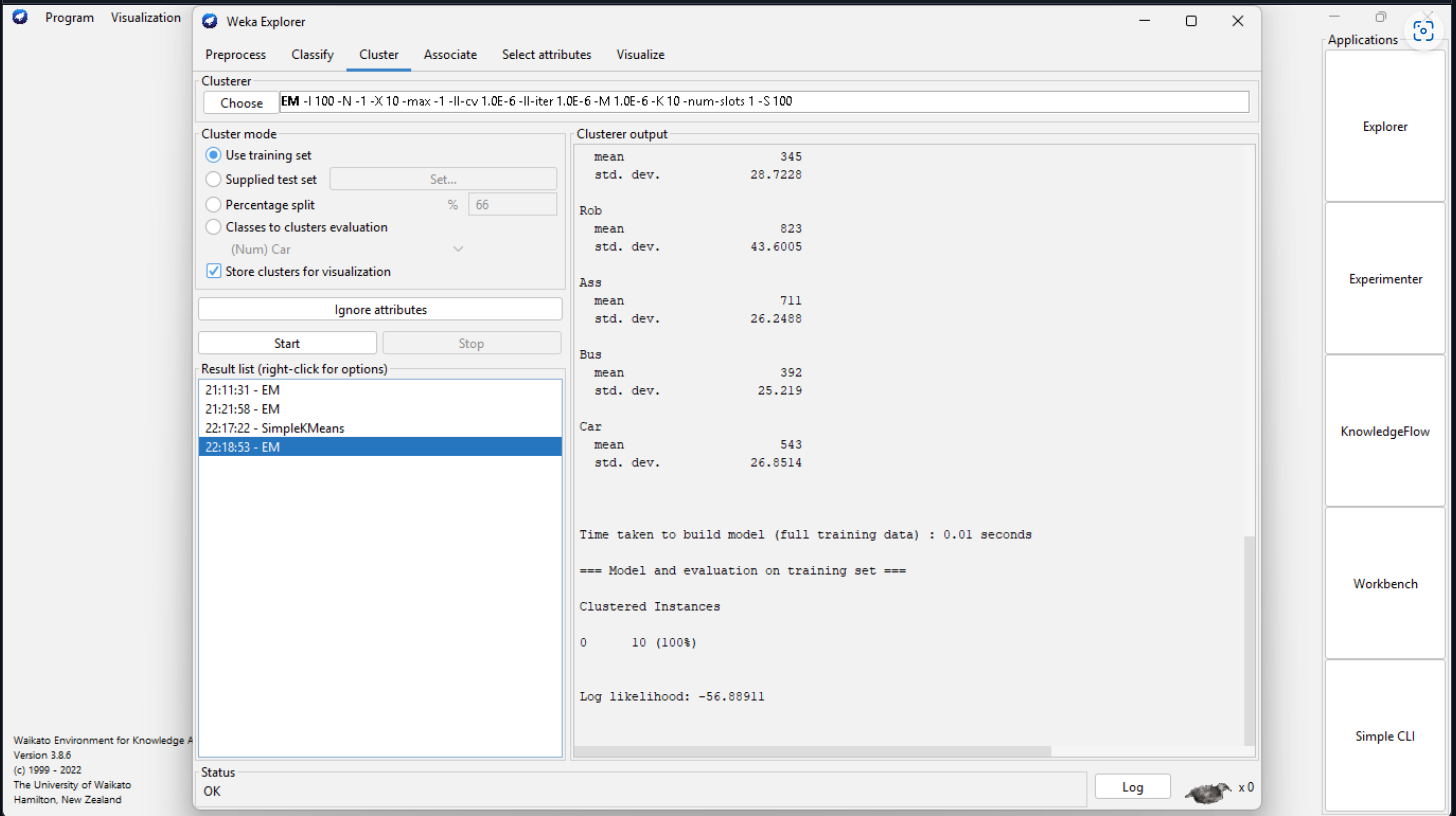 Program Visualization
Weka Explorer
Preprocess Classify Cluster Associate Select attributes Visualize
Clusterer
Choose EM -I 100 -N -1 -X 10 -max -1 -ll-cv 1.0E-6 -ll-iter 1.0E-6 -M 1.0E-6 -K 10 -num-slots 1 -S 100
Cluster mode
Use training set
Supplied test set Set...
Percentage split % 66
Classes to clusters evaluation
(Num) Car
Store clusters for visualization
Ignore attributes
Start Stop
Result list (right-click for options)
21:11:31 - EM
21:21:58 - EM
22:17:22 - SimpleKMeans
22:18:53 - EM
Clusterer output
mean 345
std. dev. 28.7228
Rob
mean 823
std. dev. 43.6005
Ass
mean 711
std. dev. 26.2488
Bus
mean 392
std. dev. 25.219
Car
mean 543
std. dev. 26.8514
Time taken to build model (full training data) : 0.01 seconds
=== Model and evaluation on training set ===
Clustered Instances
0 10 (100%)
Log likelihood: -56.88911
Status
OK
Log x 0
Applications
Explorer
Experimenter
KnowledgeFlow
Workbench
Simple CLI
Waikato Environment for Knowledge A
Version 3.8.6
(c) 1999 - 2022
The University of Waikato
Hamilton, New Zealand